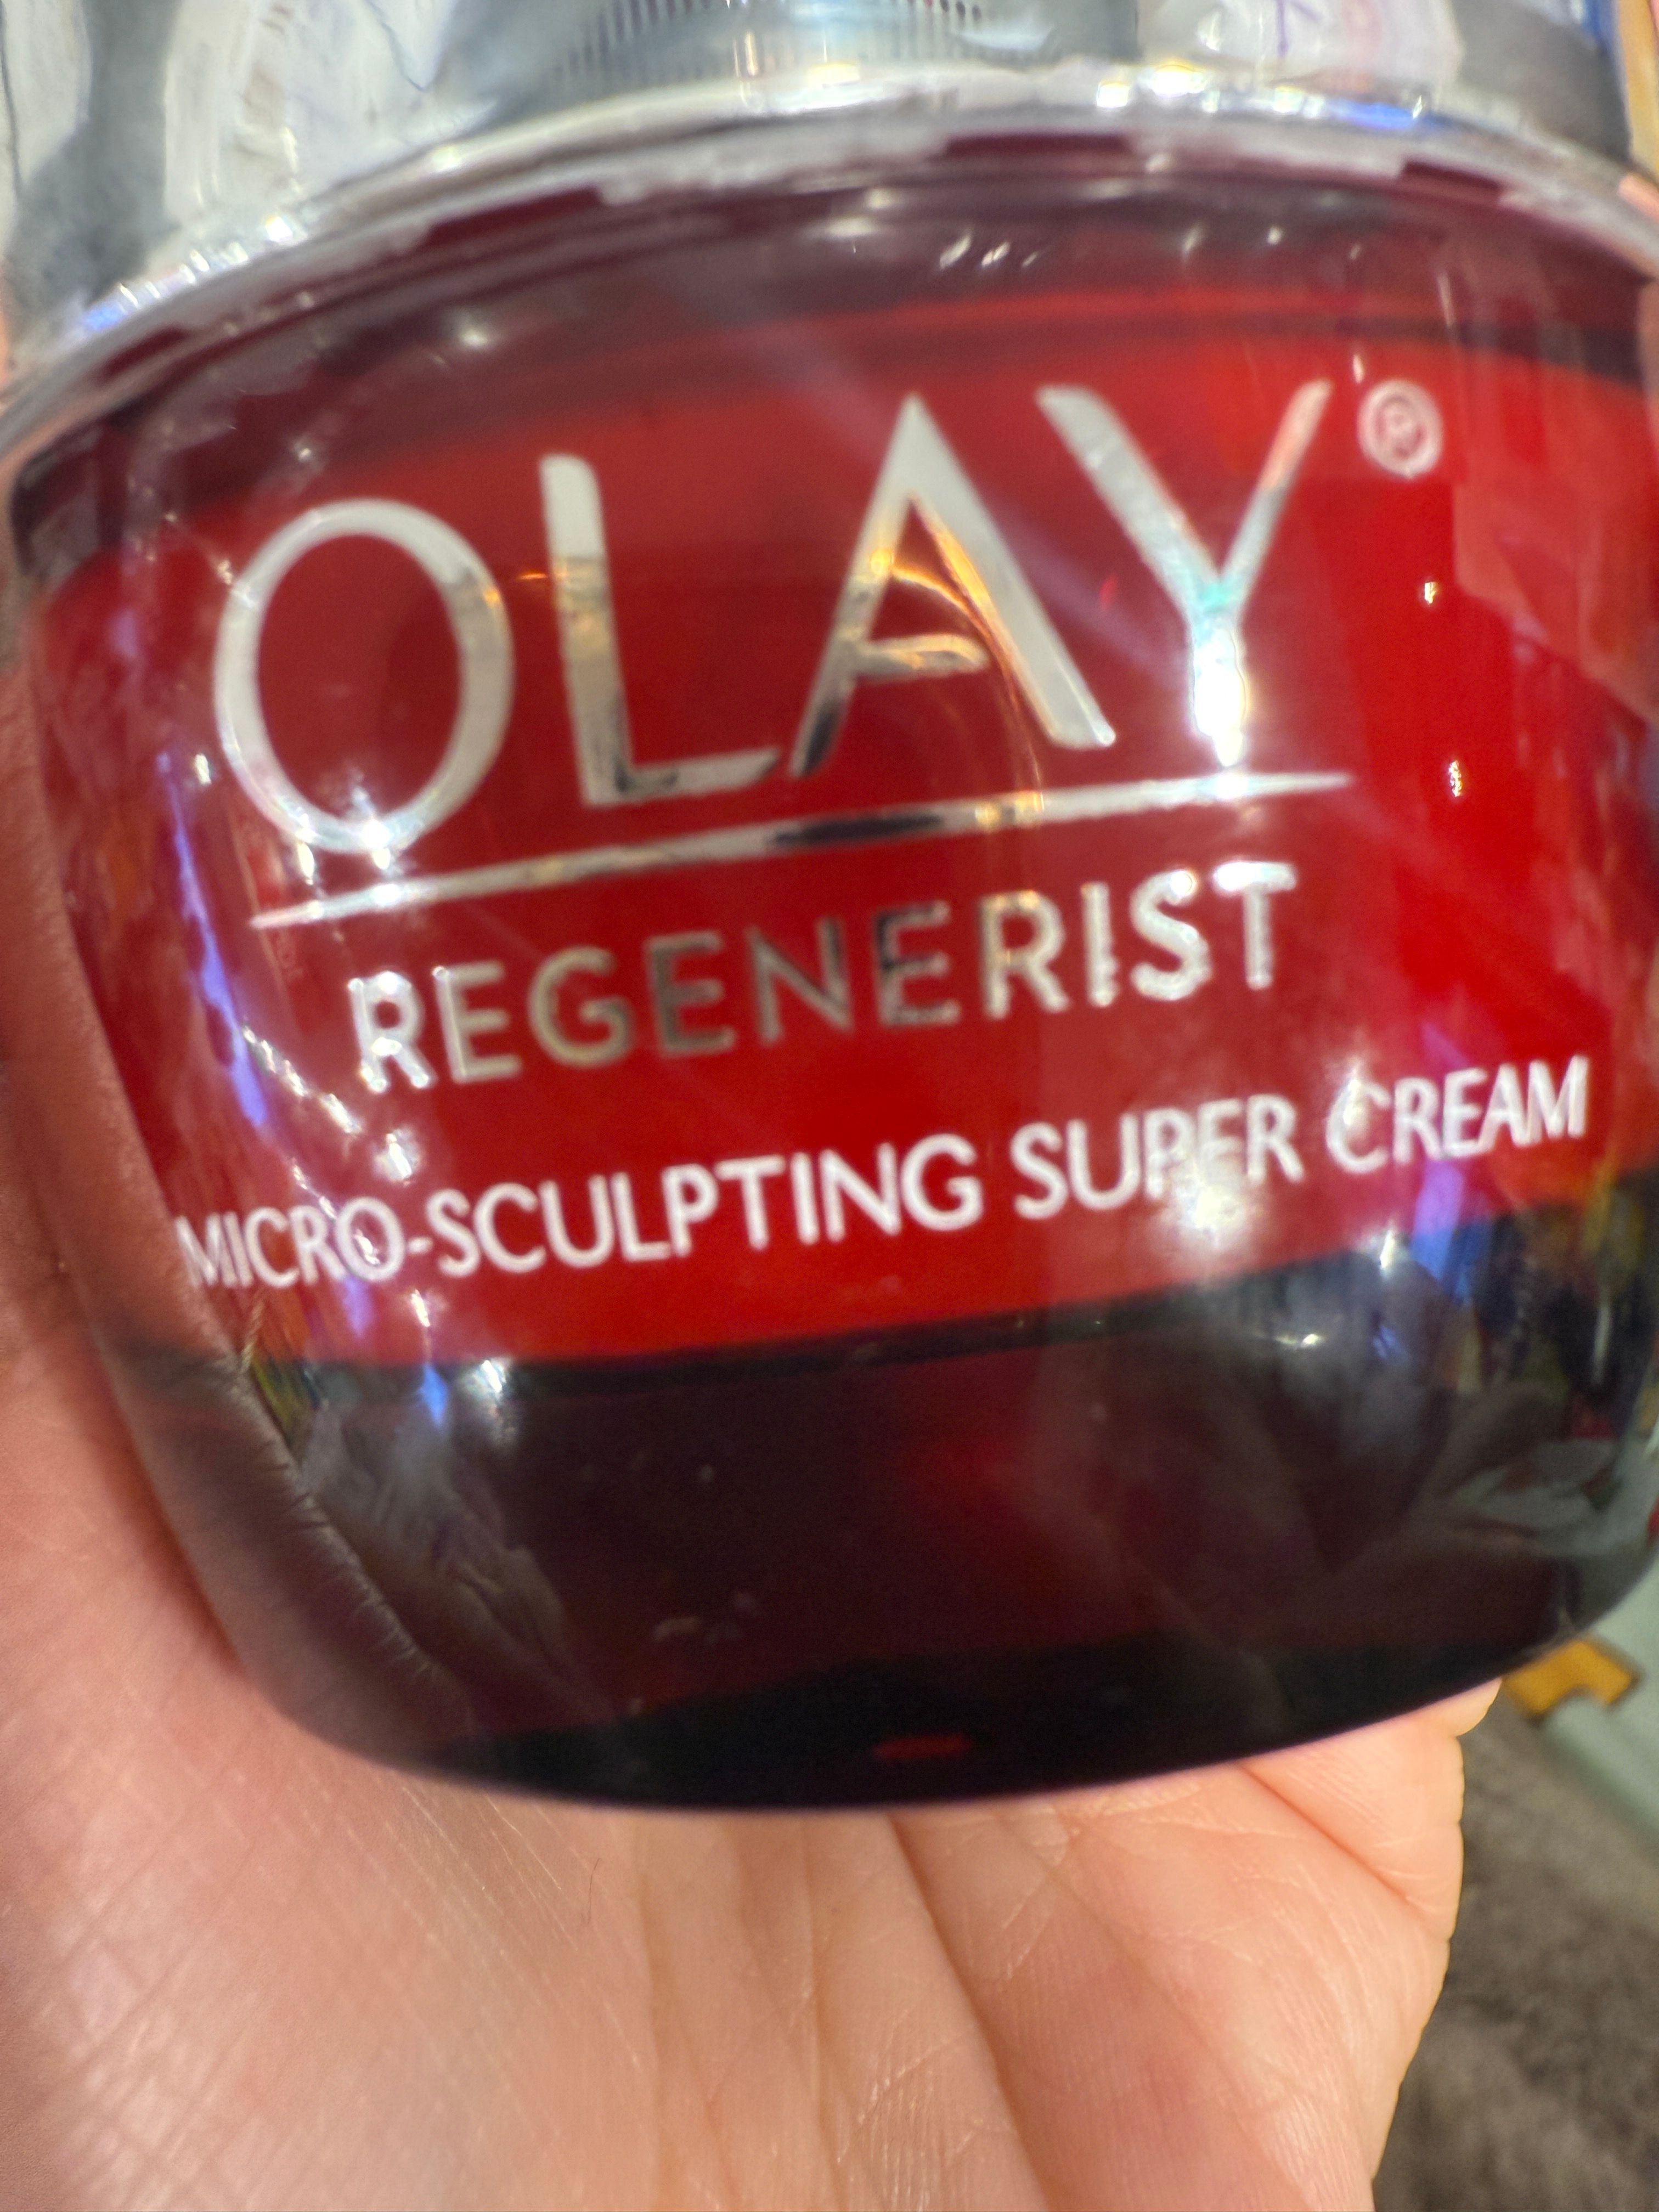 OLAY®
REGENERIST
MICRO-SCULPTING SUPER CREAM